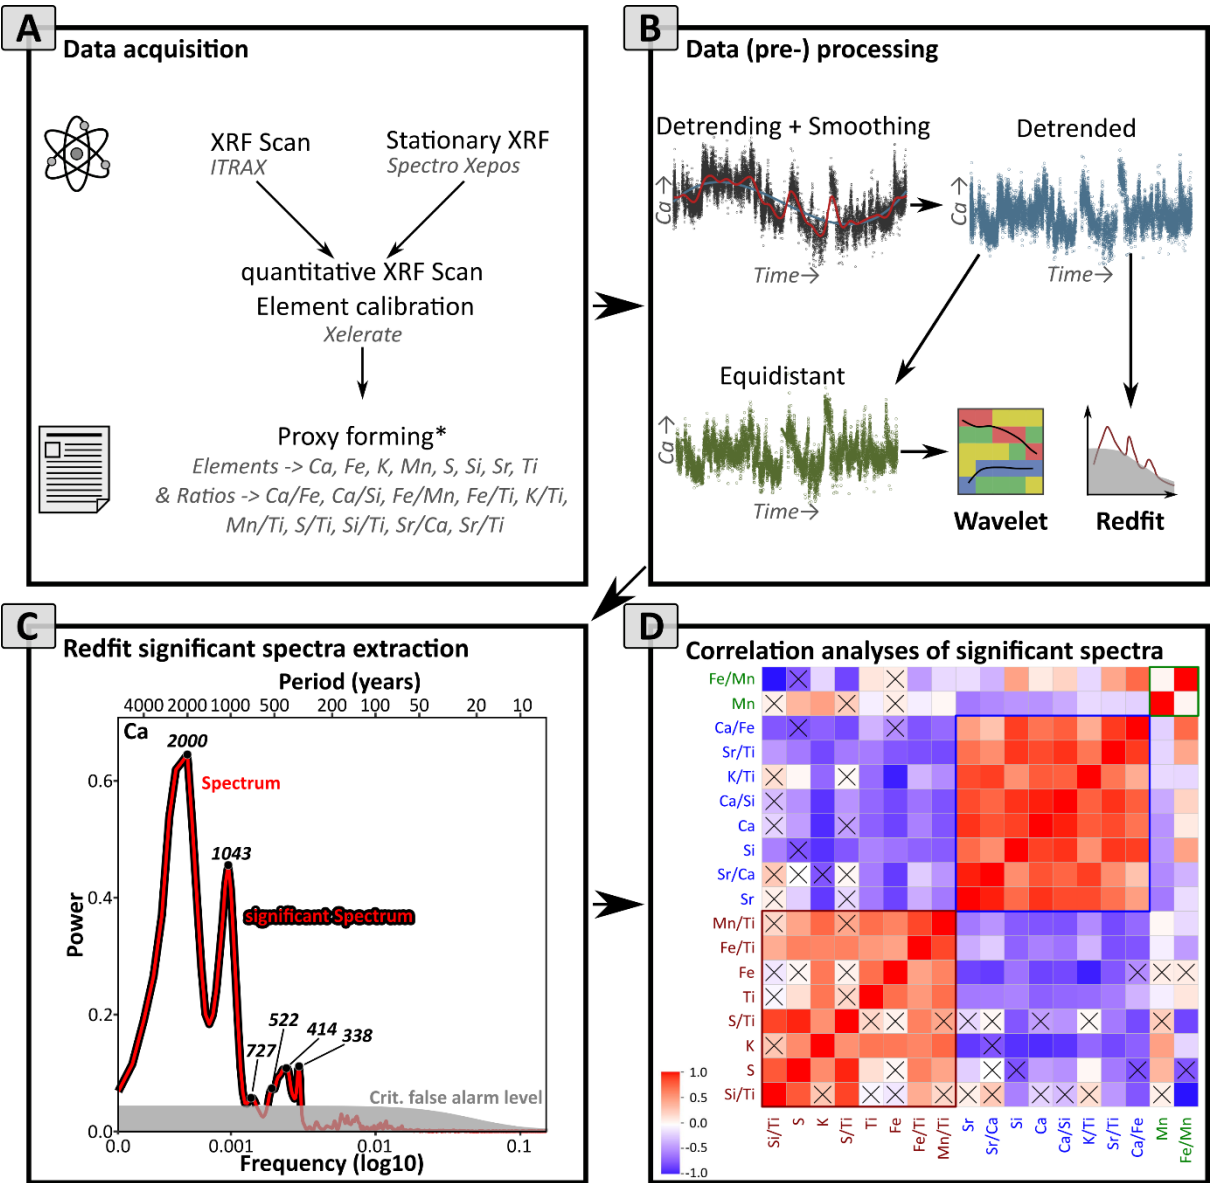 A
Data acquisition
XRF Scan
ITRAX
Stationary XRF
Spectro Xepos
quantitative XRF Scan
Element calibration
Xelerate
Proxy forming*
Elements -> Ca, Fe, K, Mn, S, Si, Sr, Ti
& Ratios -> Ca/Fe, Ca/Si, Fe/Mn, Fe/Ti, K/Ti,
Mn/Ti, S/Ti, Si/Ti, Sr/Ca, Sr/Ti
B
Data (pre-) processing
Detrending + Smoothing
Ca →
Time→
Detrended
Ca →
Time→
Equidistant
Ca →
Time→
Wavelet
Redfit
C
Redfit significant spectra extraction
Period (years)
4000 2000 1000 500 200 100 50 20 10
Ca
2000
Spectrum
1043
significant Spectrum
727
522
414
338
Crit. false alarm level
Power
0.6
0.4
0.2
0.0
0.0 0.001 0.01 0.1
Frequency (log10)
D
Correlation analyses of significant spectra
Fe/Mn
Mn
Ca/Fe
Sr/Ti
K/Ti
Ca/Si
Ca
Si
Sr/Ca
Sr
Mn/Ti
Fe/Ti
Fe
Ti
S/Ti
K
S
Si/Ti
1.0
0.5
0.0
-0.5
-1.0
Si/Ti S K S/Ti Ti Fe Fe/Ti Mn/Ti Sr Sr/Ca Si Ca Ca/Si K/Ti Sr/Ti Ca/Fe Mn Fe/Mn